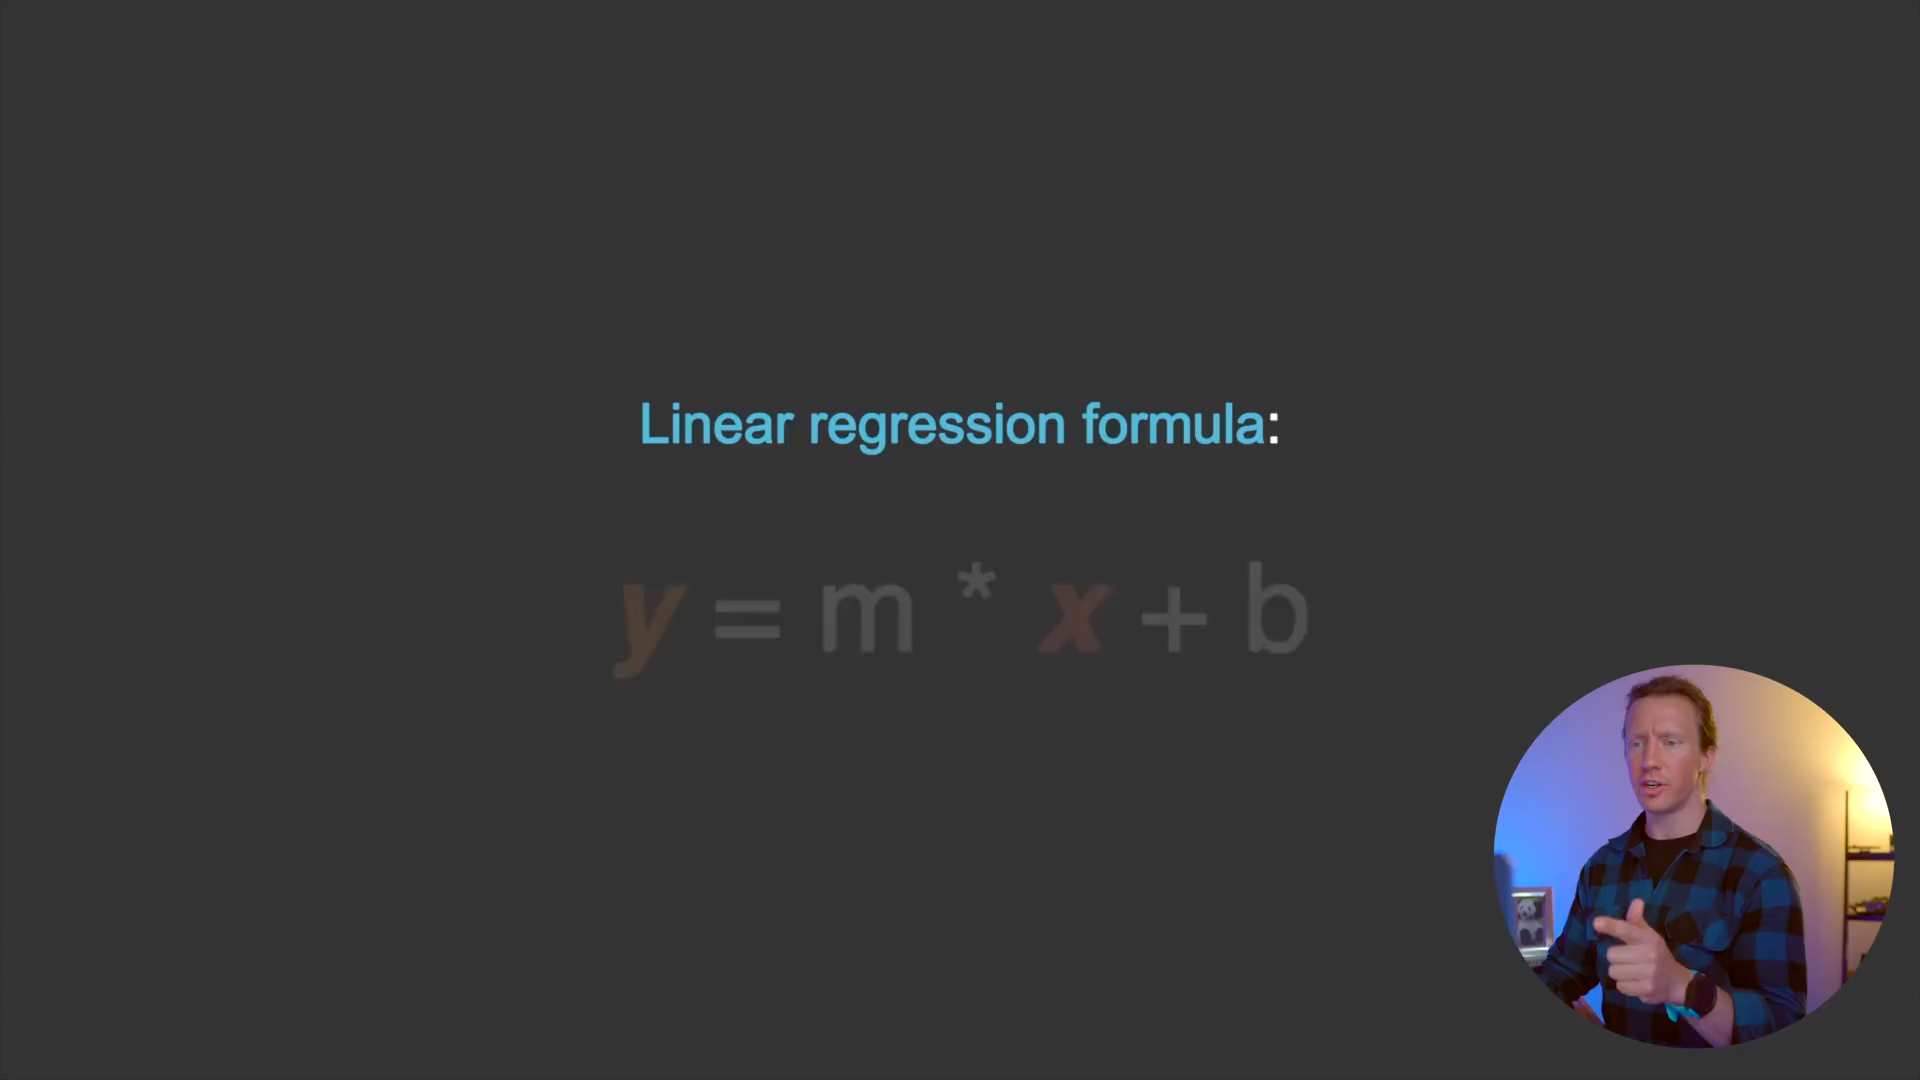 Linear regression formula:
y = m * x + b